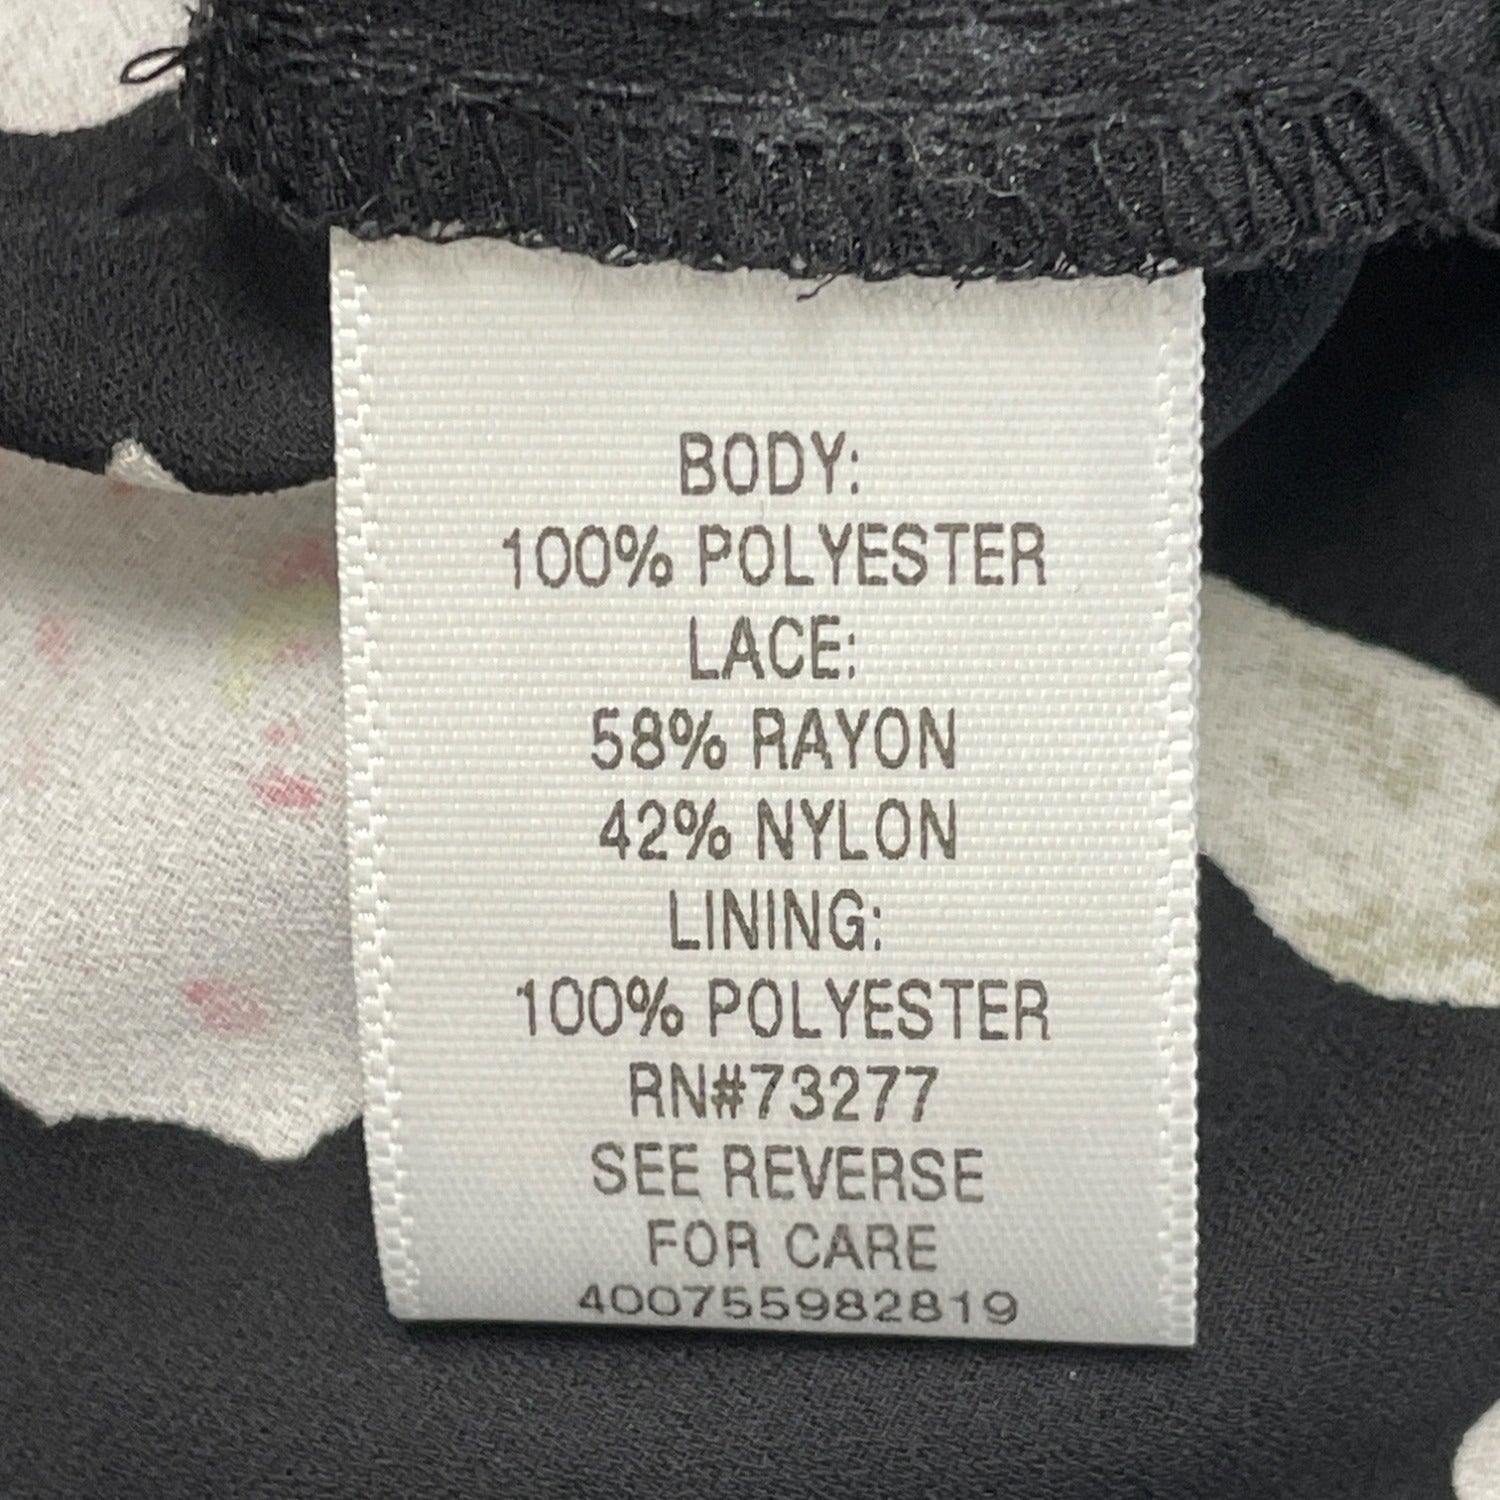 BODY:
100% POLYESTER
LACE:
58% RAYON
42% NYLON
LINING:
100% POLYESTER
RN#73277
SEE REVERSE
FOR CARE
400755982819